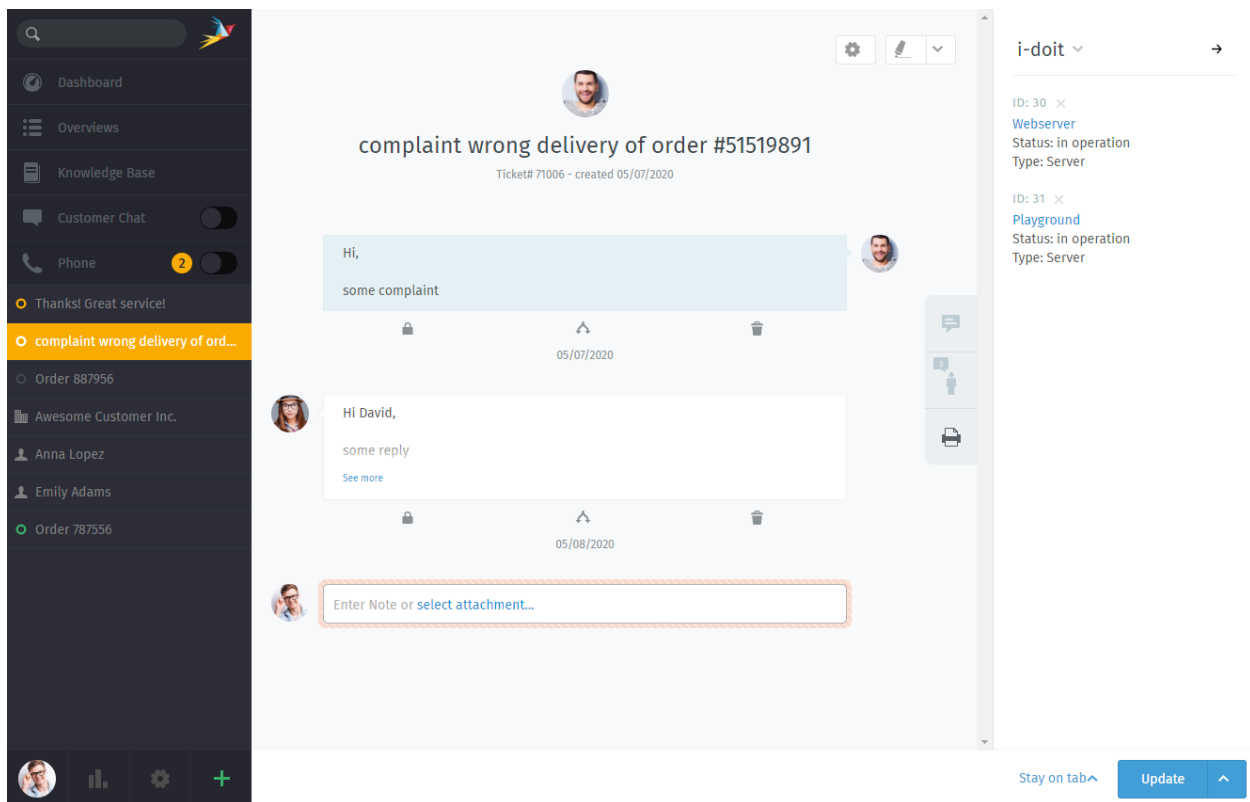 Dashboard
Overviews
Knowledge Base
Customer Chat
Phone 2
Thanks! Great service!
complaint wrong delivery of ord...
Order 887956
Awesome Customer Inc.
Anna Lopez
Emily Adams
Order 787556
complaint wrong delivery of order #51519891
Ticket# 71006 - created 05/07/2020
Hi,
some complaint
05/07/2020
Hi David,
some reply
See more
05/08/2020
Enter Note or select attachment...
3
i-doit
ID: 30
Webserver
Status: in operation
Type: Server
ID: 31
Playground
Status: in operation
Type: Server
Stay on tab
Update